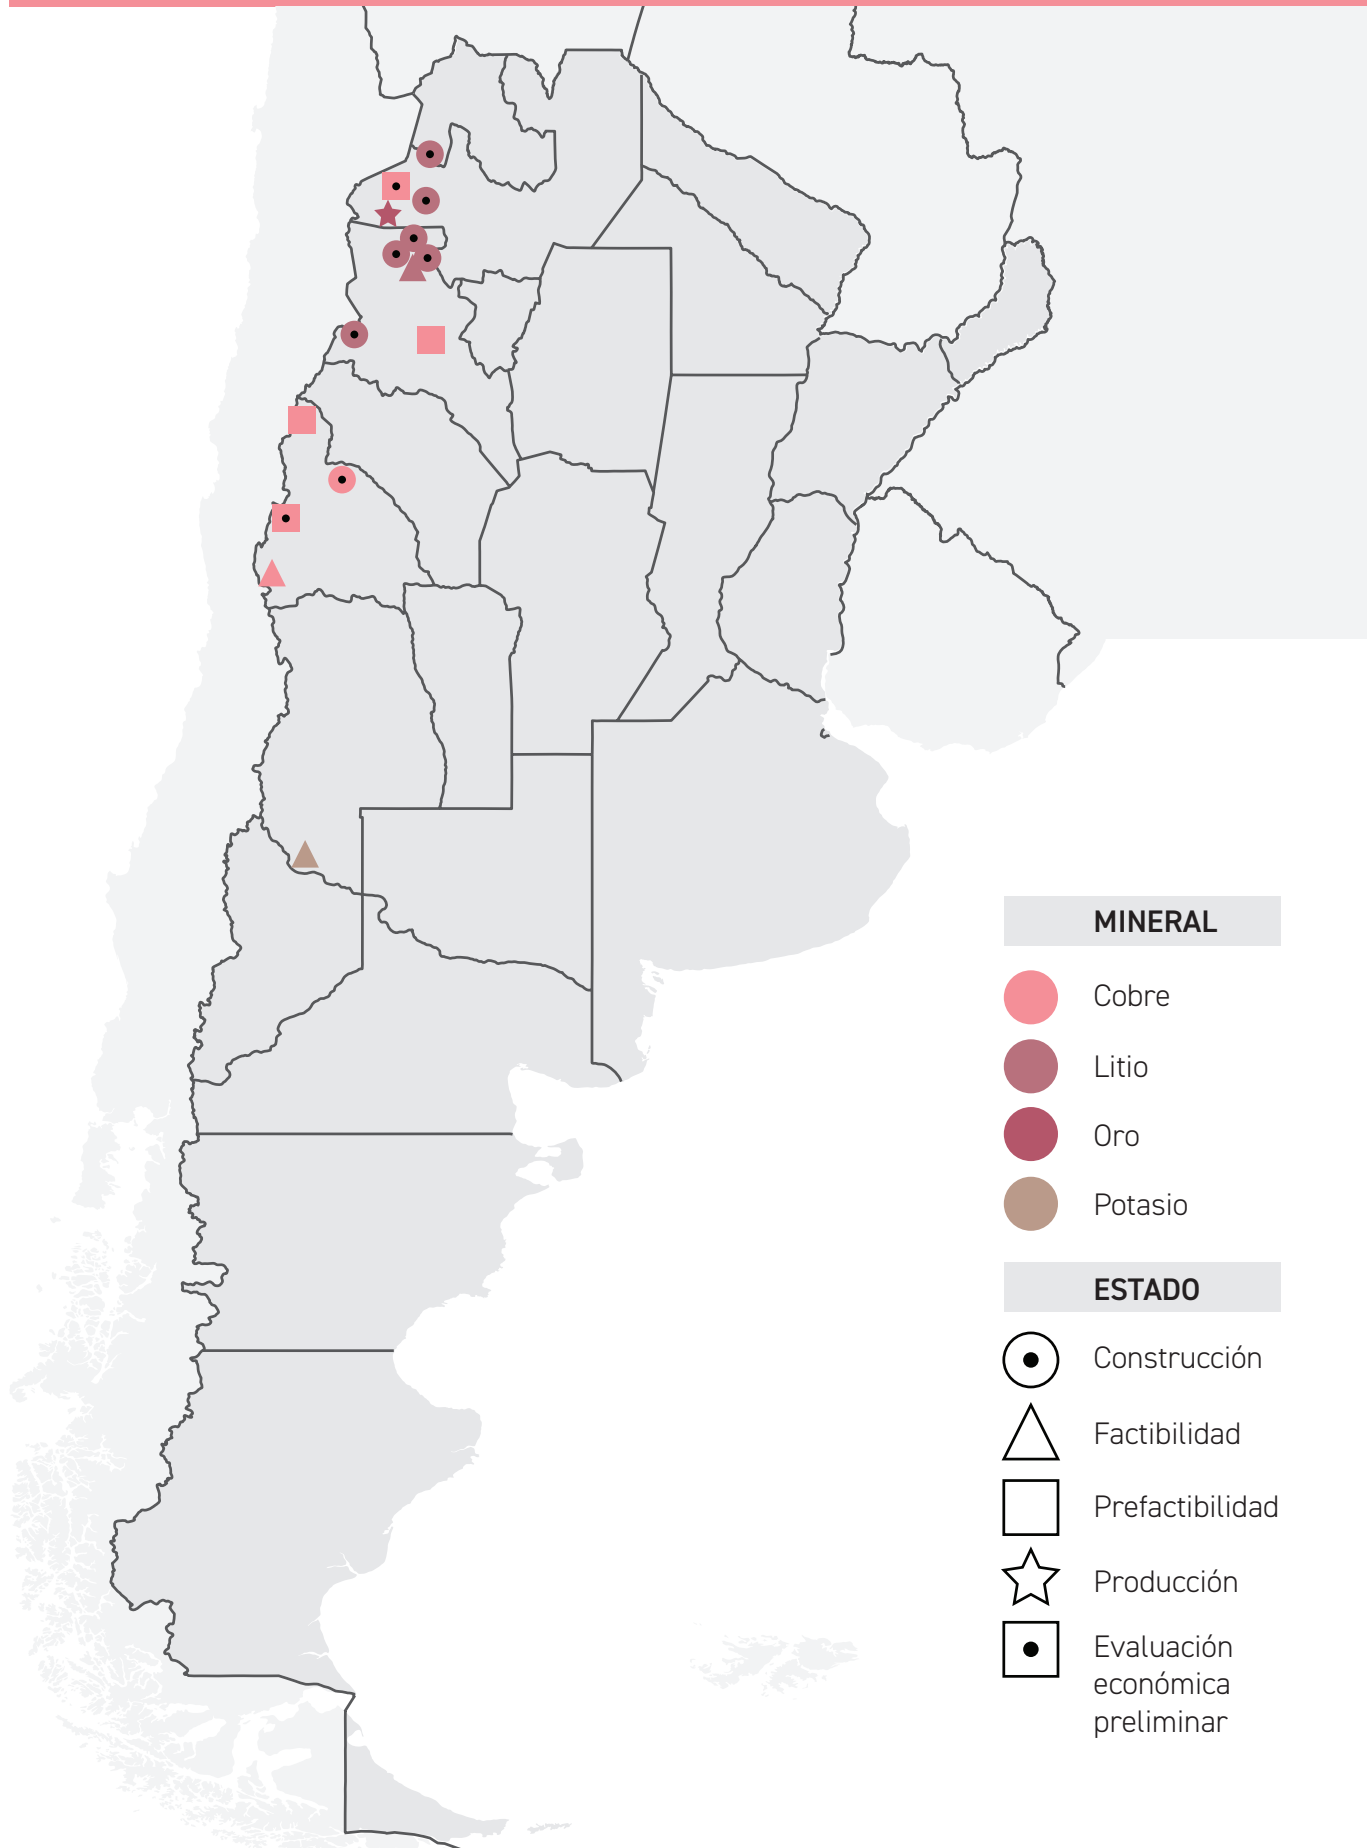 MINERAL
Cobre
Litio
Oro
Potasio
ESTADO
Construcción
Factibilidad
Prefactibilidad
Producción
Evaluación
económica
preliminar